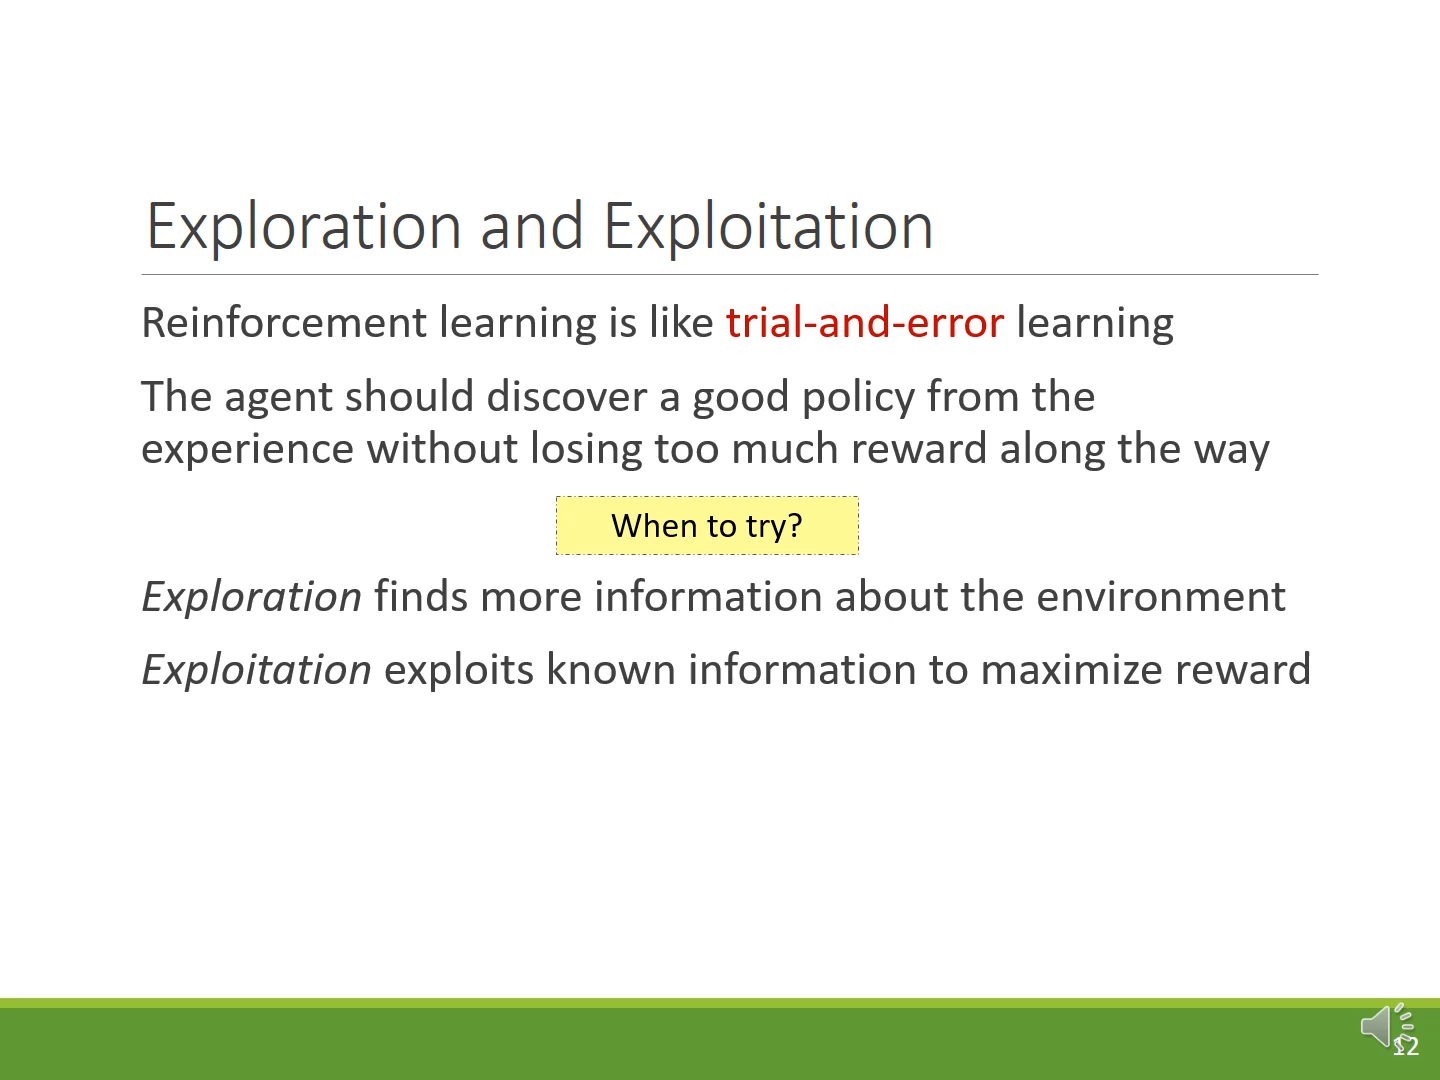 Exploration and Exploitation
Reinforcement learning is like trial-and-error learning
The agent should discover a good policy from the
experience without losing too much reward along the way
When to try?
Exploration finds more information about the environment
Exploitation exploits known information to maximize reward
12